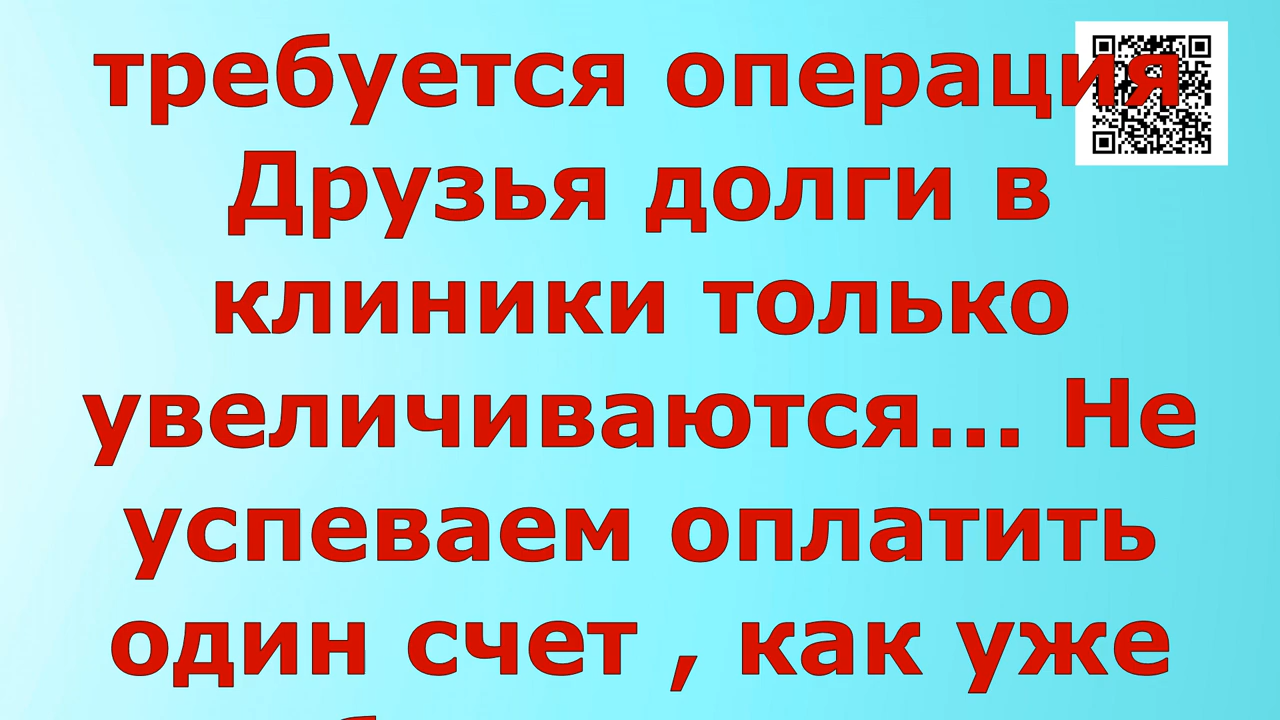 требуется операция
Друзья долги в
клиники только
увеличиваются... Не
успеваем оплатить
один счет , как уже